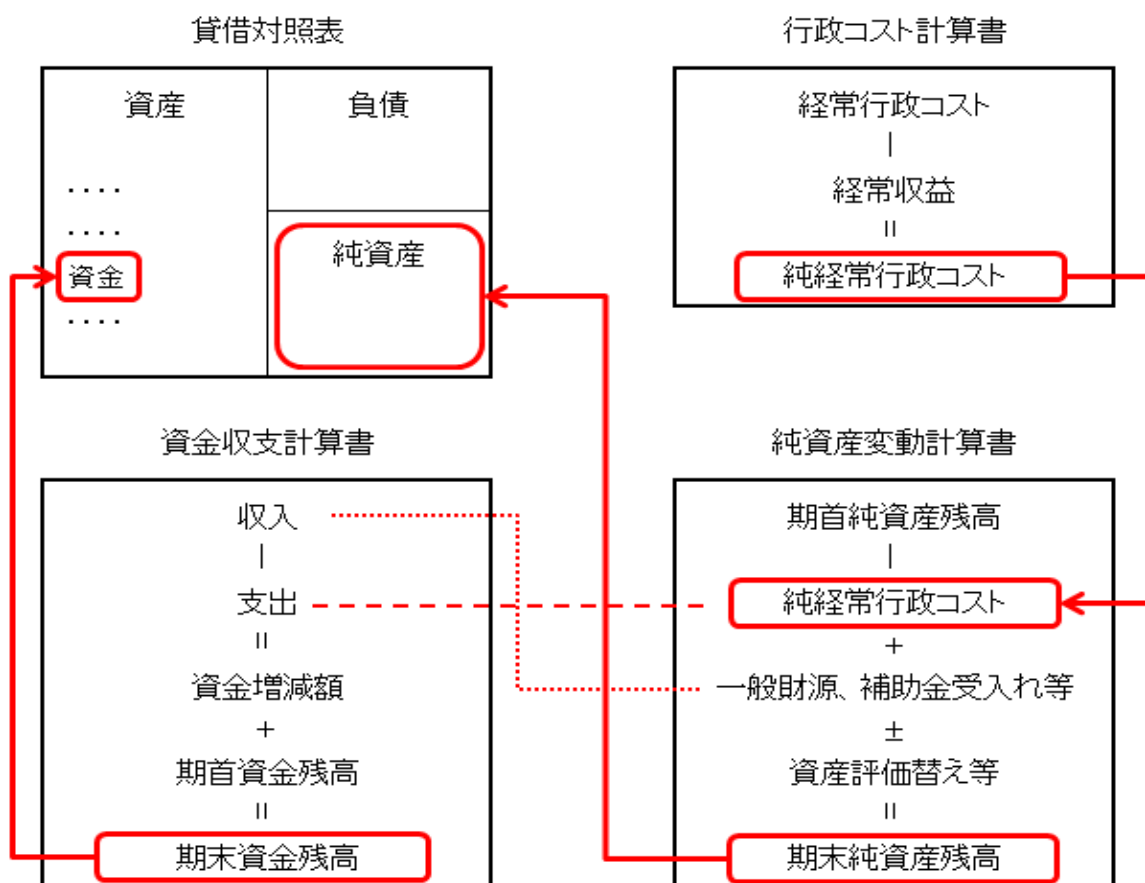 貸借対照表
資産
負債
・・・・
・・・・
資金
・・・・
純資産
行政コスト計算書
経常行政コスト
|
経常収益
=
純経常行政コスト
資金収支計算書
収入
|
支出
=
資金増減額
+
期首資金残高
=
期末資金残高
純資産変動計算書
期首純資産残高
|
純経常行政コスト
+
一般財源、補助金受入れ等
±
資産評価替え等
=
期末純資産残高